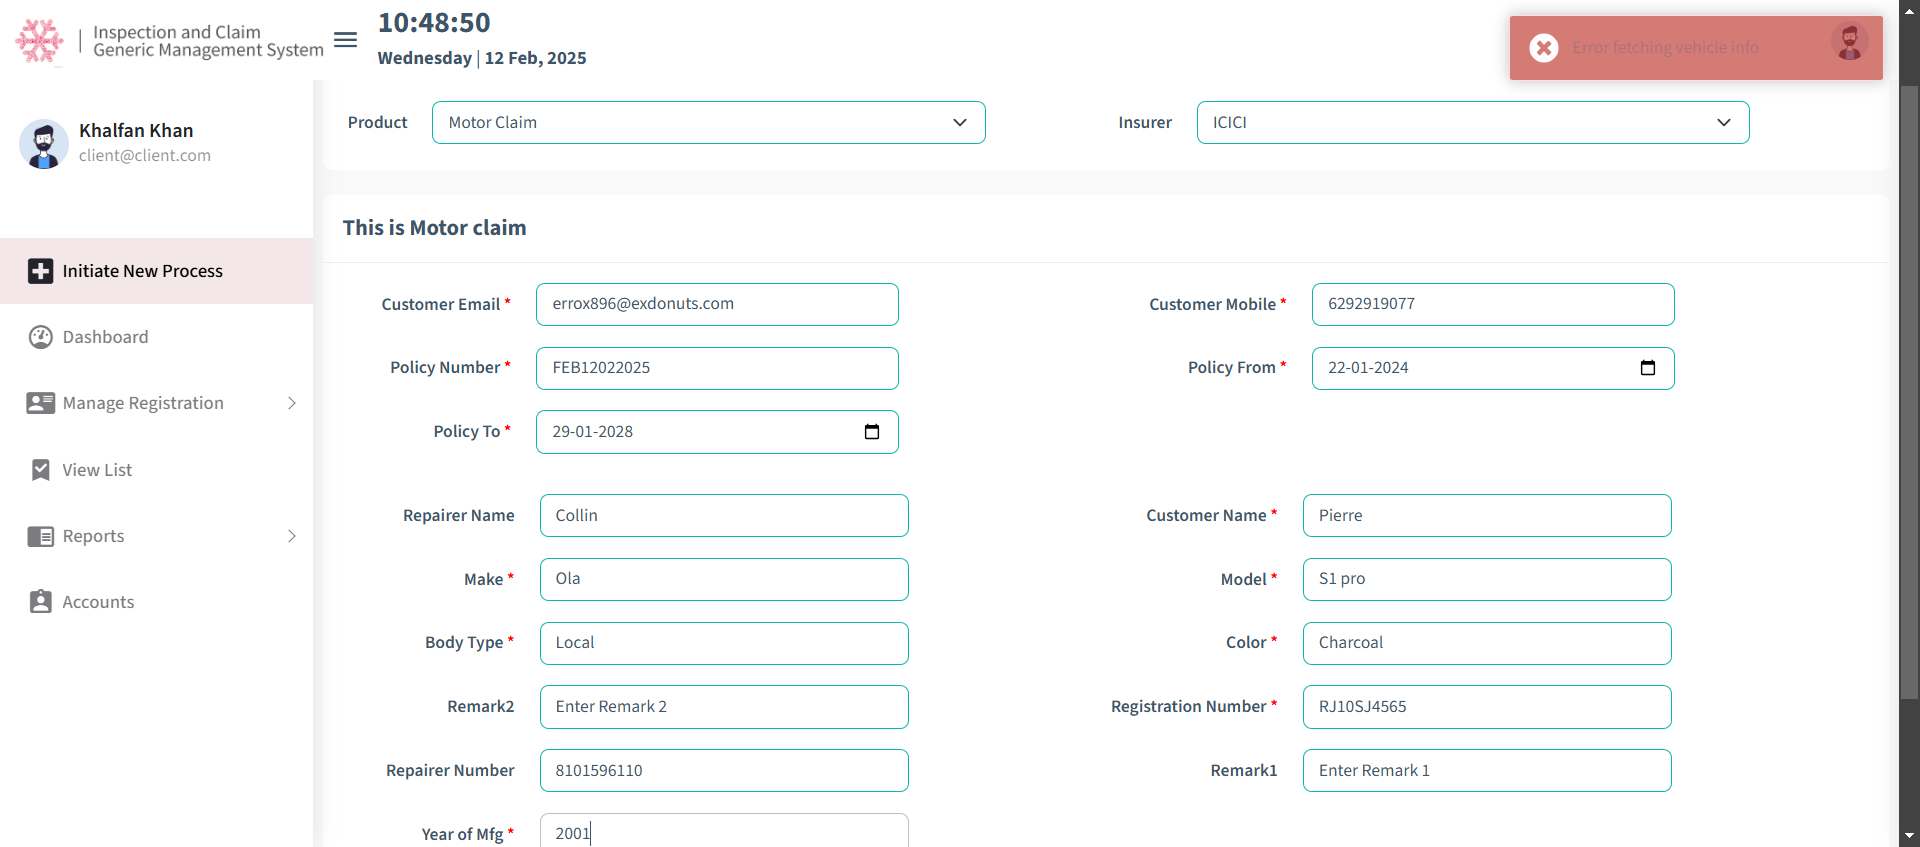 Inspection and Claim
Generic Management System
10:48:50
Wednesday | 12 Feb, 2025
Error fetching vehicle info
Khalfan Khan
client@client.com
Product
Motor Claim
Insurer
ICICI
Initiate New Process
Dashboard
Manage Registration
View List
Reports
Accounts
This is Motor claim
Customer Email *
errox896@exdonuts.com
Customer Mobile *
6292919077
Policy Number *
FEB12022025
Policy From *
22-01-2024
Policy To *
29-01-2028
Repairer Name
Collin
Customer Name *
Pierre
Make *
Ola
Model *
S1 pro
Body Type *
Local
Color *
Charcoal
Remark2
Enter Remark 2
Registration Number *
RJ10SJ4565
Repairer Number
8101596110
Remark1
Enter Remark 1
Year of Mfg *
2001